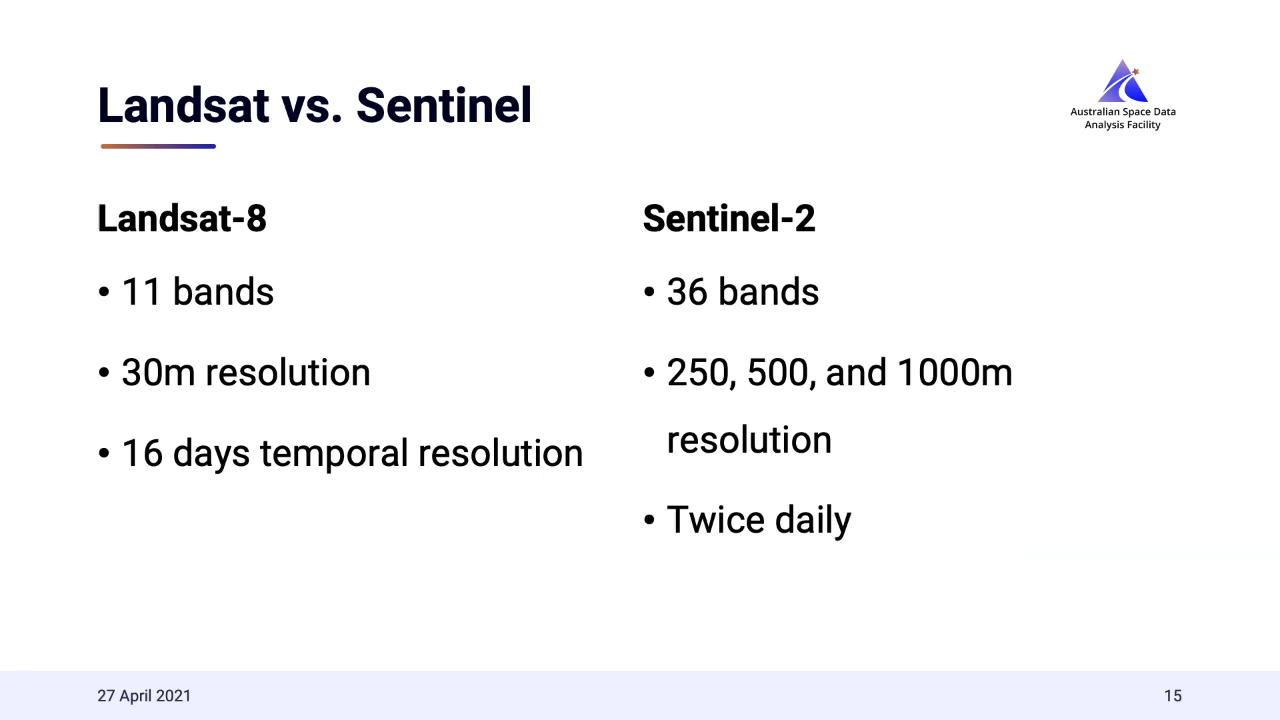 Landsat vs. Sentinel
Australian Space Data
Analysis Facility
Landsat-8
• 11 bands
• 30m resolution
• 16 days temporal resolution
Sentinel-2
• 36 bands
• 250, 500, and 1000m
resolution
• Twice daily
27 April 2021
15